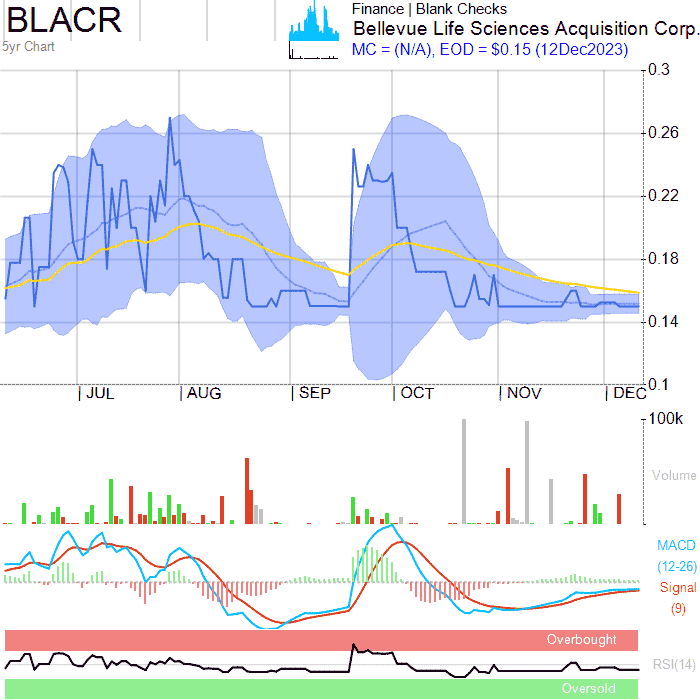 BLACR
5yr Chart
Finance | Blank Checks
Bellevue Life Sciences Acquisition Corp.
MC = (N/A), EOD = $0.15 (12Dec2023)
0.3
0.26
0.22
0.18
0.14
0.1
| JUL | AUG | SEP | OCT | NOV | DEC
100k
Volume
MACD
(12-26)
Signal
(9)
Overbought
RSI(14)
Oversold